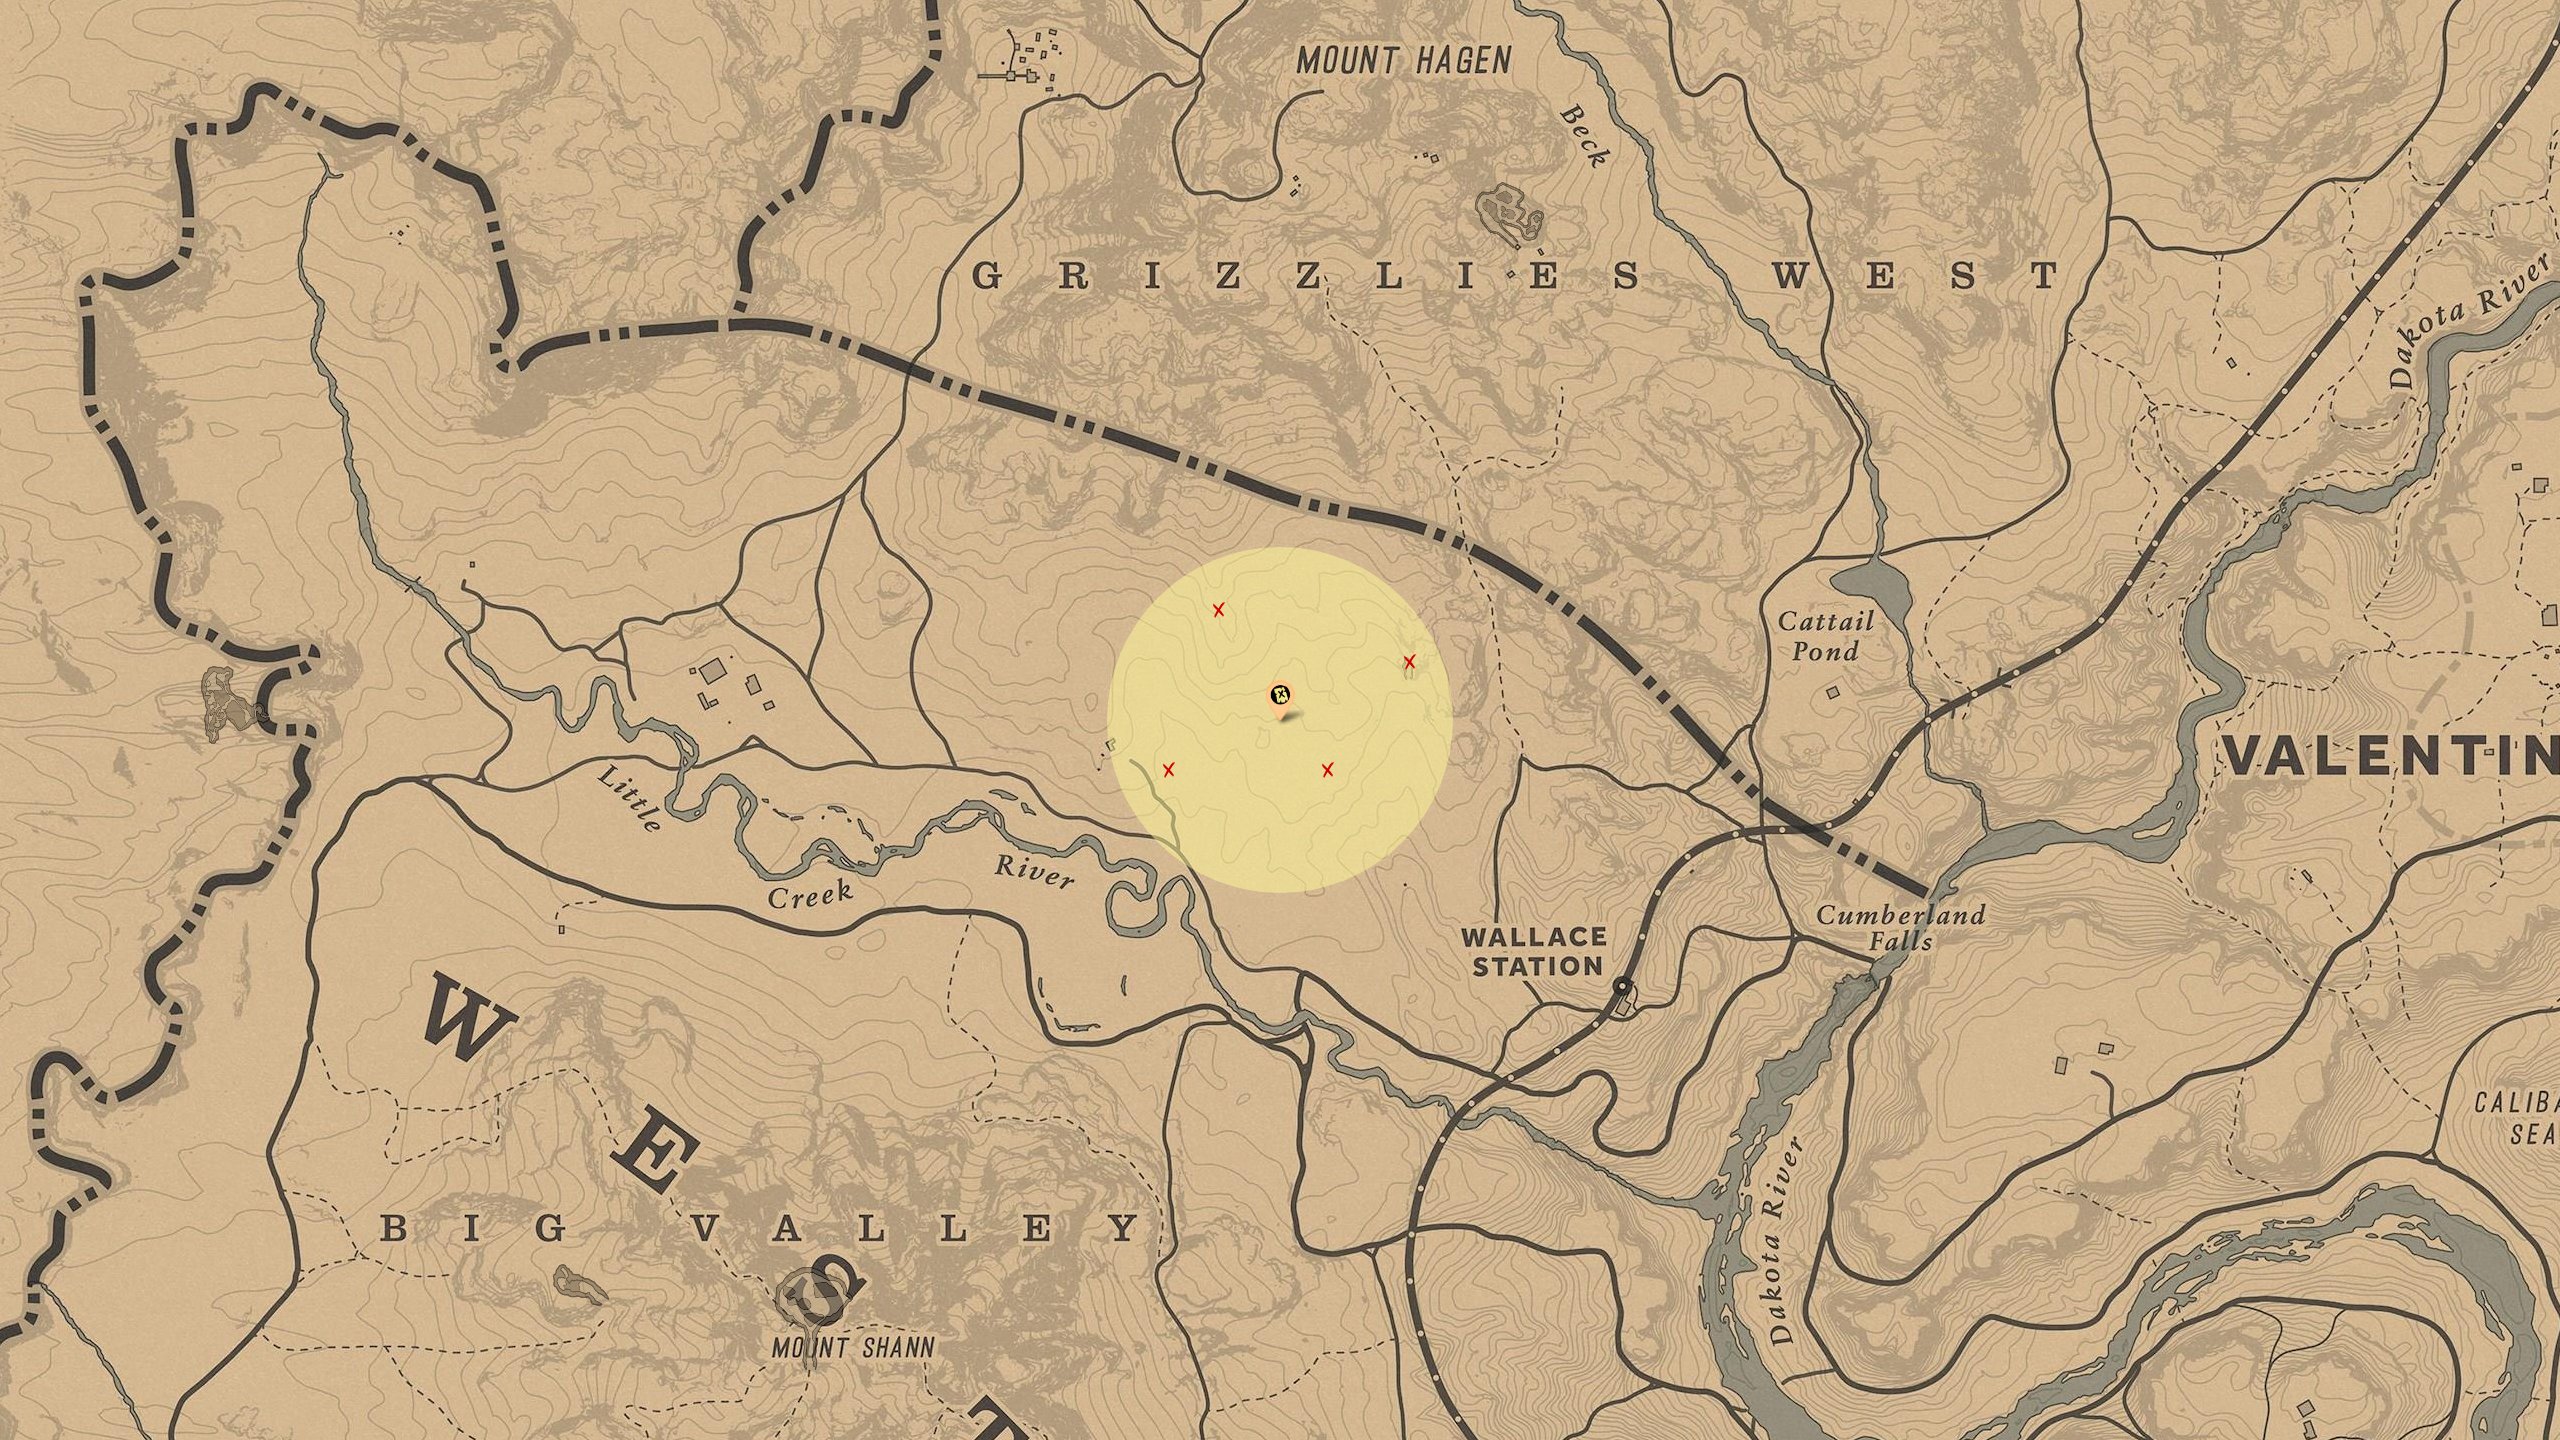 MOUNT HAGEN
Beck
GRIZZLIES WEST
Dakota River
Cattail
Pond
VALENTIN
Little
Creek
River
Cumberland
Falls
WALLACE
STATION
W
E
S
T
BIG VALLEY
CALIBA
SEA
Dakota River
MOUNT SHANN